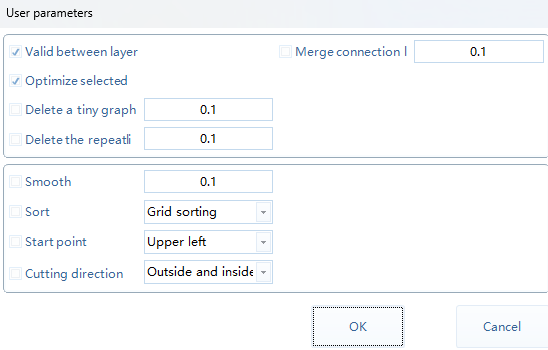 User parameters
Valid between layer Merge connection l 0.1
Optimize selected
Delete a tiny graph 0.1
Delete the repeatli 0.1
Smooth 0.1
Sort Grid sorting
Start point Upper left
Cutting direction Outside and inside
OK Cancel